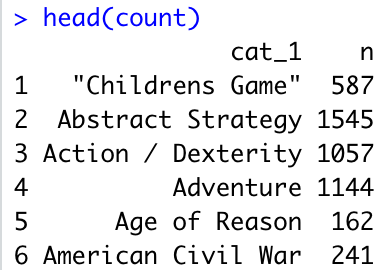 > head(count)
cat_1 n
1 "Childrens Game" 587
2 Abstract Strategy 1545
3 Action / Dexterity 1057
4 Adventure 1144
5 Age of Reason 162
6 American Civil War 241